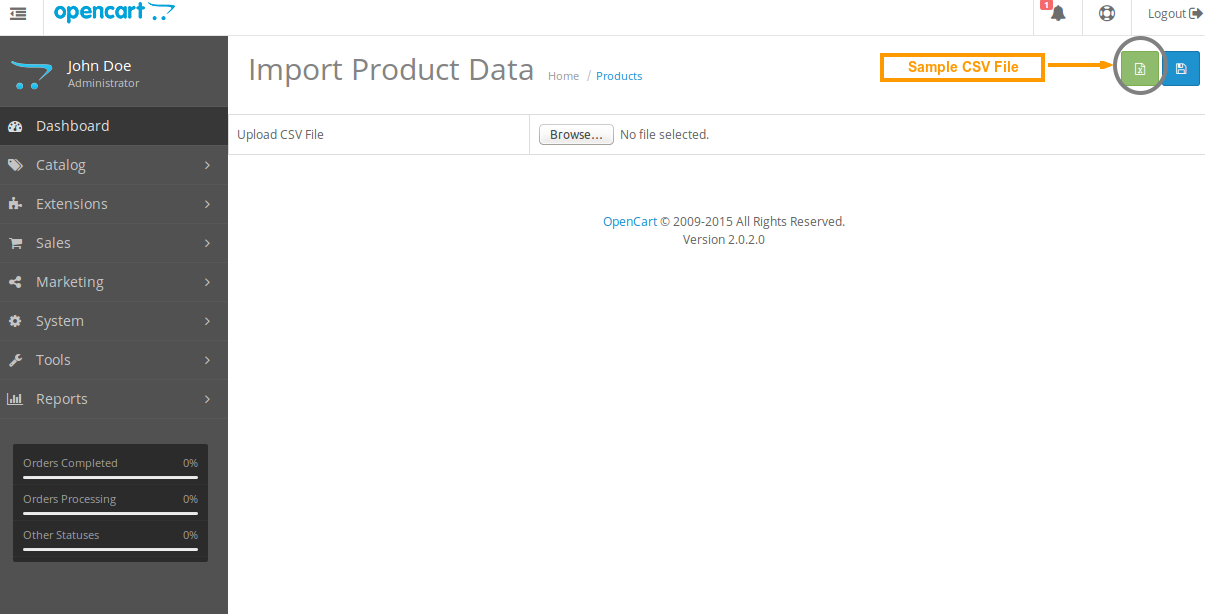 opencart
1
Logout
John Doe
Administrator
Import Product Data
Home / Products
Sample CSV File
Dashboard
Catalog
Extensions
Sales
Marketing
System
Tools
Reports
Upload CSV File
Browse... No file selected.
OpenCart © 2009-2015 All Rights Reserved.
Version 2.0.2.0
Orders Completed 0%
Orders Processing 0%
Other Statuses 0%